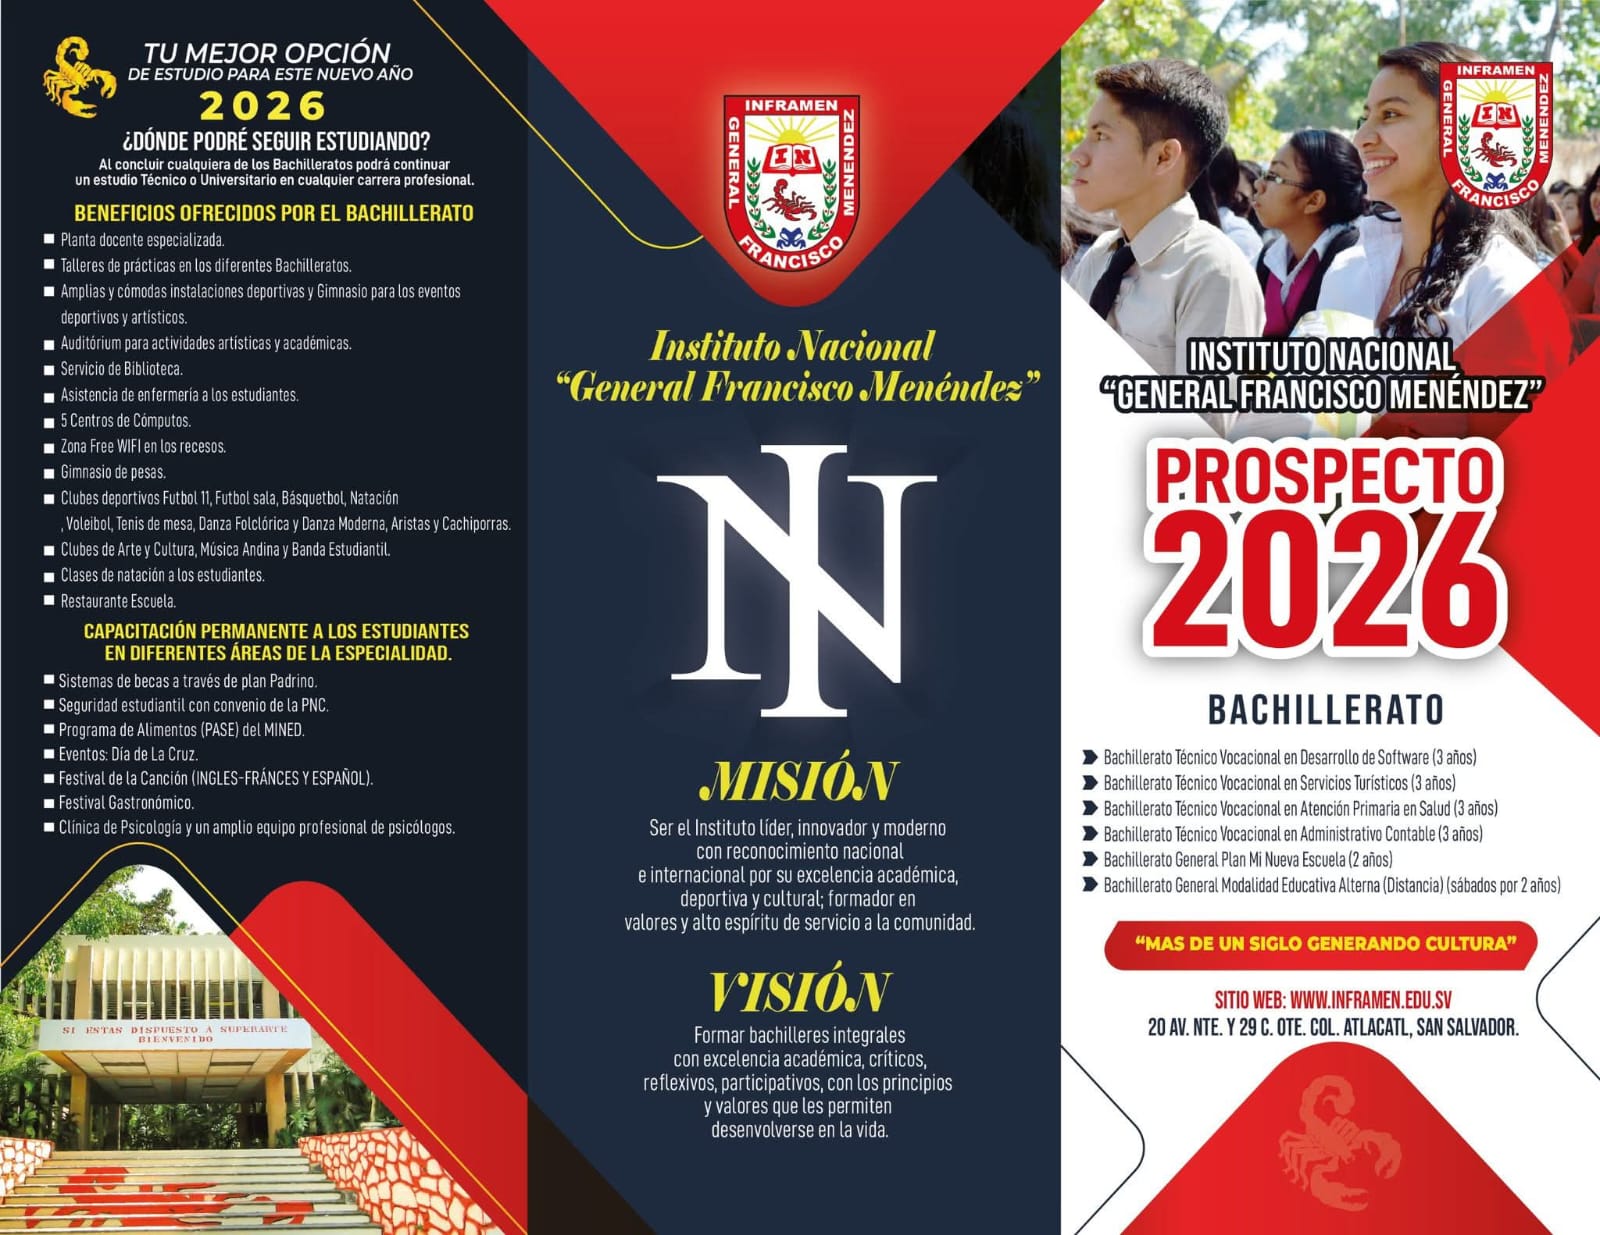 TU MEJOR OPCIÓN
DE ESTUDIO PARA ESTE NUEVO AÑO
2026
¿DÓNDE PODRÉ SEGUIR ESTUDIANDO?
Al concluir cualquiera de los Bachilleratos podrá continuar
un estudio Técnico o Universitario en cualquier carrera profesional.
BENEFICIOS OFRECIDOS POR EL BACHILLERATO
Planta docente especializada.
Talleres de prácticas en los diferentes Bachilleratos.
Amplias y cómodas instalaciones deportivas y Gimnasio para los eventos
deportivos y artísticos.
Auditórium para actividades artísticas y académicas.
Servicio de Biblioteca.
Asistencia de enfermería a los estudiantes.
5 Centros de Cómputos.
Zona Free WIFI en los recesos.
Gimnasio de pesas.
Clubes deportivos Futbol 11, Futbol sala, Básquetbol, Natación
, Voleibol, Tenis de mesa, Danza Folclórica y Danza Moderna, Aristas y Cachiporras.
Clubes de Arte y Cultura, Música Andina y Banda Estudiantil.
Clases de natación a los estudiantes.
Restaurante Escuela.
CAPACITACIÓN PERMANENTE A LOS ESTUDIANTES
EN DIFERENTES ÁREAS DE LA ESPECIALIDAD.
Sistemas de becas a través de plan Padrino.
Seguridad estudiantil con convenio de la PNC.
Programa de Alimentos (PASE) del MINED.
Eventos: Día de La Cruz.
Festival de la Canción (INGLES-FRÁNCES Y ESPAÑOL).
Festival Gastronómico.
Clínica de Psicología y un amplio equipo profesional de psicólogos.
SI ESTAS DISPUESTO A SUPERARTE
BIENVENIDO
INFRAMEN
GENERAL
FRANCISCO
MENENDEZ
IN
Instituto Nacional
“General Francisco Menéndez”
IN
MISIÓN
Ser el Instituto líder, innovador y moderno
con reconocimiento nacional
e internacional por su excelencia académica,
deportiva y cultural; formador en
valores y alto espíritu de servicio a la comunidad.
VISIÓN
Formar bachilleres integrales
con excelencia académica, críticos,
reflexivos, participativos, con los principios
y valores que les permiten
desenvolverse en la vida.
INFRAMEN
GENERAL
FRANCISCO
MENENDEZ
IN
INSTITUTO NACIONAL
“GENERAL FRANCISCO MENÉNDEZ”
PROSPECTO
2026
BACHILLERATO
Bachillerato Técnico Vocacional en Desarrollo de Software (3 años)
Bachillerato Técnico Vocacional en Servicios Turísticos (3 años)
Bachillerato Técnico Vocacional en Atención Primaria en Salud (3 años)
Bachillerato Técnico Vocacional en Administrativo Contable (3 años)
Bachillerato General Plan Mi Nueva Escuela (2 años)
Bachillerato General Modalidad Educativa Alterna (Distancia) (sábados por 2 años)
“MAS DE UN SIGLO GENERANDO CULTURA”
SITIO WEB: WWW.INFRAMEN.EDU.SV
20 AV. NTE. Y 29 C. OTE. COL. ATLACATL, SAN SALVADOR.